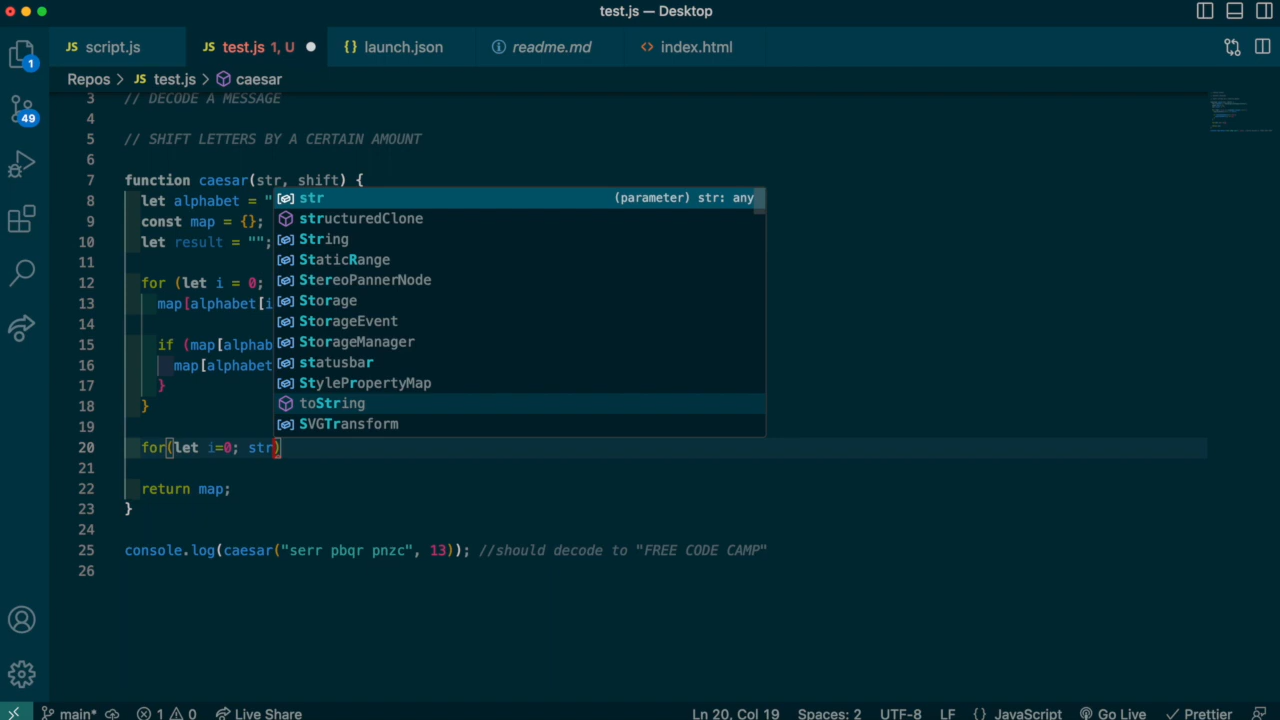 test.js — Desktop
JS script.js JS test.js 1, U {} launch.json readme.md <> index.html
Repos > JS test.js > caesar
1
49
3 // DECODE A MESSAGE
4
5 // SHIFT LETTERS BY A CERTAIN AMOUNT
6
7 function caesar(str, shift) {
8 let alphabet = "
9 const map = {};
10 let result = "";
11
12 for (let i = 0;
13 map[alphabet[i
14
15 if (map[alphab
16 map[alphabet
17 }
18 }
19
20 for(let i=0; str)
21
22 return map;
23 }
24
25 console.log(caesar("serr pbqr pnzc", 13)); //should decode to "FREE CODE CAMP"
26
str (parameter) str: any
structuredClone
String
StaticRange
StereoPannerNode
Storage
StorageEvent
StorageManager
statusbar
StylePropertyMap
toString
SVGTransform
main* 1 0 Live Share Ln 20, Col 19 Spaces: 2 UTF-8 LF {} JavaScript Go Live Prettier